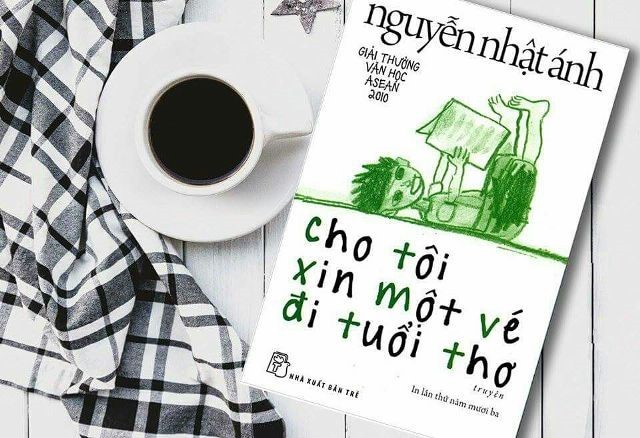 nguyễn nhật ánh
GIẢI THƯỞNG
VĂN HỌC
ASEAN
2010
cho tôi
xin một vé
đi tuổi thơ
truyện
NHÀ XUẤT BẢN TRẺ
In lần thứ năm mươi ba